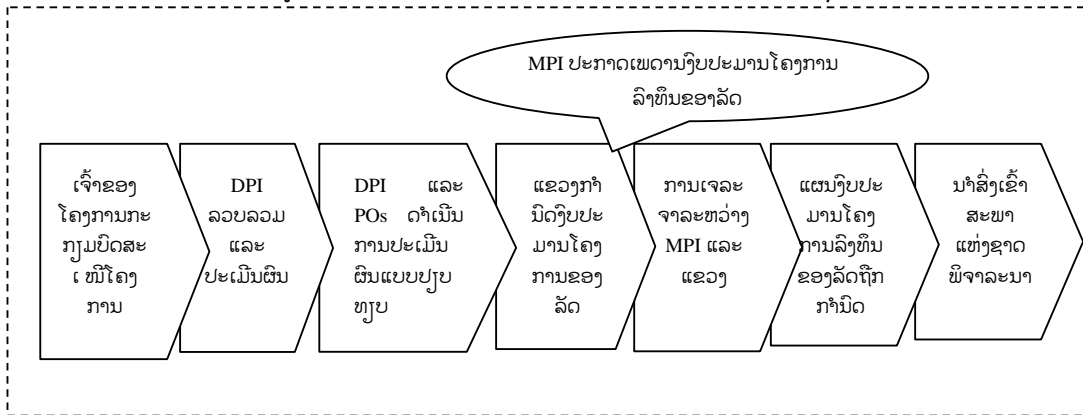 MPI ປະກາດເພດານງົບປະມານໂຄງການ
ລົງທຶນຂອງລັດ
ເຈົ້າຂອງ
ໂຄງການກະ
ກຽມບົດສະ
ເໜີໂຄງ
ການ
DPI
ລວບລວມ
ແລະ
ປະເມີນຜົນ
DPI ແລະ
POs ດຳເນີນ
ການປະເມີນ
ຜົນແບບປຽບ
ທຽບ
ແຂວງກຳ
ນົດງົບປະ
ມານໂຄງ
ການຂອງ
ລັດ
ການເຈລະ
ຈາລະຫວ່າງ
MPI ແລະ
ແຂວງ
ແຜນງົບປະ
ມານໂຄງ
ການລົງທຶນ
ຂອງລັດຖືກ
ກຳນົດ
ນຳສົ່ງເຂົ້າ
ສະພາ
ແຫ່ງຊາດ
ພິຈາລະນາ